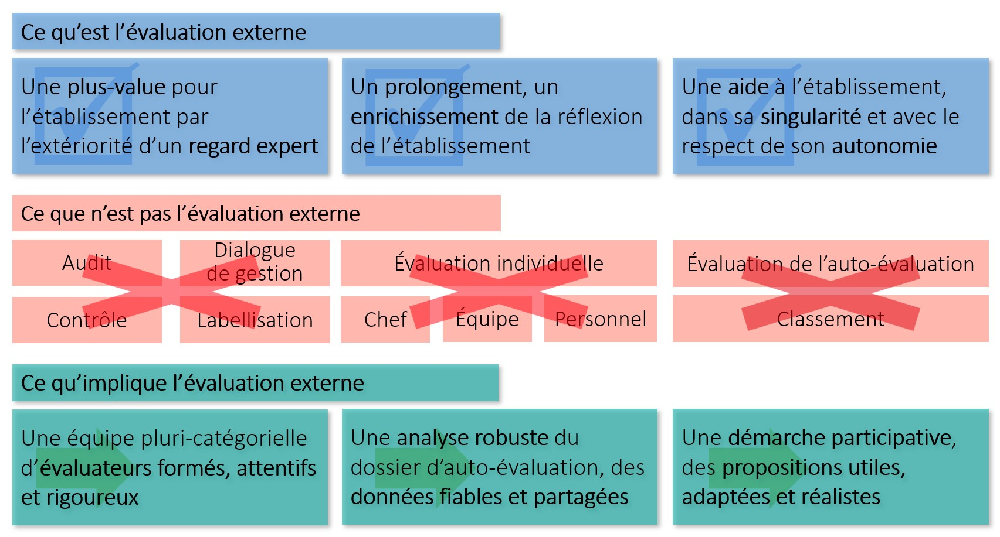 Ce qu’est l’évaluation externe
Une plus-value pour
l’établissement par
l’extériorité d’un regard expert
Un prolongement, un
enrichissement de la réflexion
de l’établissement
Une aide à l’établissement,
dans sa singularité et avec le
respect de son autonomie
Ce que n’est pas l’évaluation externe
Audit
Dialogue
de gestion
Contrôle
Labellisation
Évaluation individuelle
Chef
Équipe
Personnel
Évaluation de l’auto-évaluation
Classement
Ce qu’implique l’évaluation externe
Une équipe pluri-catégorielle
d’évaluateurs formés, attentifs
et rigoureux
Une analyse robuste du
dossier d’auto-évaluation, des
données fiables et partagées
Une démarche participative,
des propositions utiles,
adaptées et réalistes